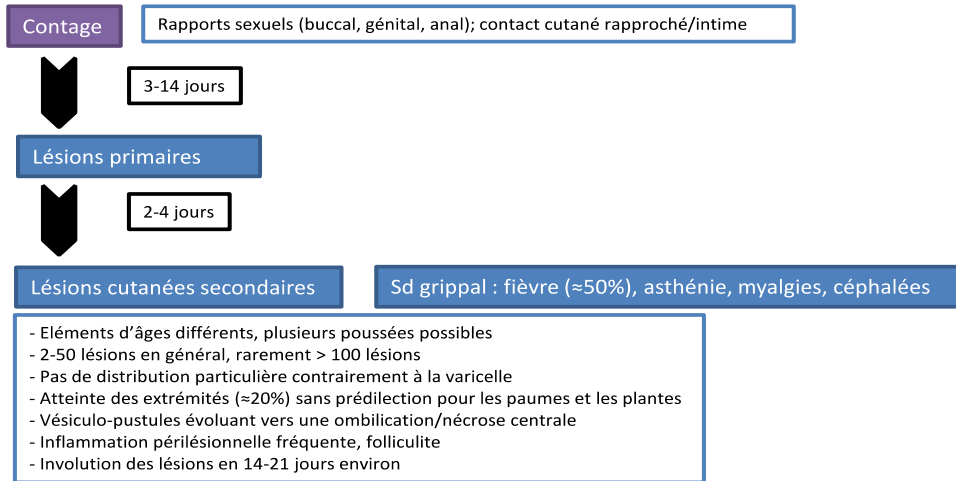 Contage
Rapports sexuels (buccal, génital, anal); contact cutané rapproché/intime
3-14 jours
Lésions primaires
2-4 jours
Lésions cutanées secondaires
Sd grippal : fièvre (≈50%), asthénie, myalgies, céphalées
- Eléments d’âges différents, plusieurs poussées possibles
- 2-50 lésions en général, rarement > 100 lésions
- Pas de distribution particulière contrairement à la varicelle
- Atteinte des extrémités (≈20%) sans prédilection pour les paumes et les plantes
- Vésiculo-pustules évoluant vers une ombilication/nécrose centrale
- Inflammation périlésionnelle fréquente, folliculite
- Involution des lésions en 14-21 jours environ